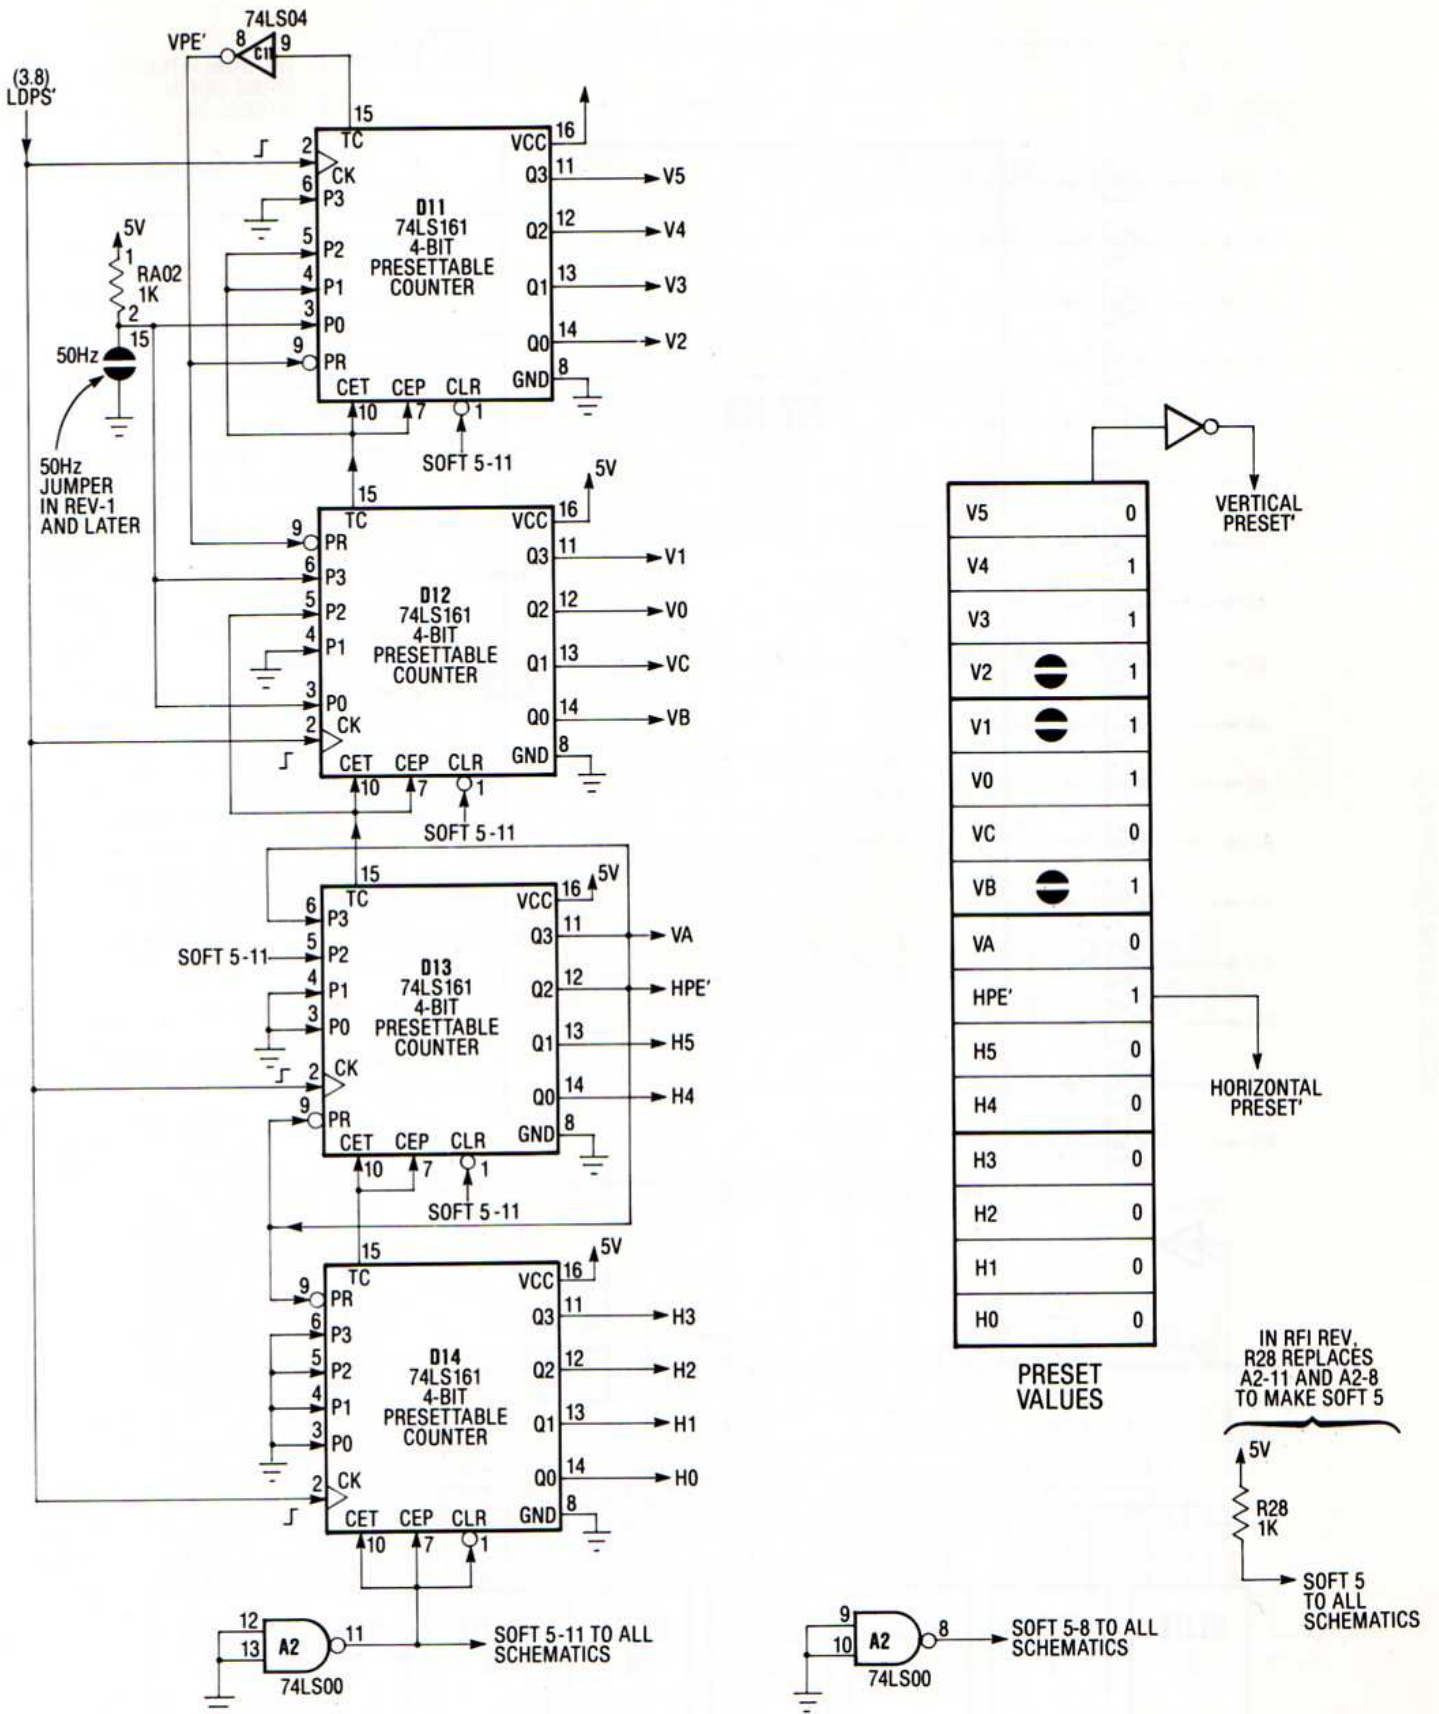 74LS04
VPE' 8 C11 9
(3.8)
LDPS'
15
TC
2
CK
6 P3
5 P2
4 P1
3 P0
9 PR
D11
74LS161
4-BIT
PRESETTABLE
COUNTER
VCC 16
Q3 11 V5
Q2 12 V4
Q1 13 V3
Q0 14 V2
GND 8
CET CEP CLR
10 7 1
SOFT 5-11
5V
1
RA02
1K
2
15
50Hz
50Hz
JUMPER
IN REV-1
AND LATER
15
TC
9 PR
6 P3
5 P2
4 P1
3 P0
2 CK
D12
74LS161
4-BIT
PRESETTABLE
COUNTER
5V
VCC 16
Q3 11 V1
Q2 12 V0
Q1 13 VC
Q0 14 VB
GND 8
CET CEP CLR
10 7 1
SOFT 5-11
15
TC
6 P3
SOFT 5-11 5 P2
4 P1
3 P0
2 CK
9 PR
D13
74LS161
4-BIT
PRESETTABLE
COUNTER
5V
VCC 16
Q3 11 VA
Q2 12 HPE'
Q1 13 H5
Q0 14 H4
GND 8
CET CEP CLR
10 7 1
SOFT 5-11
15
TC
9 PR
6 P3
5 P2
4 P1
3 P0
2 CK
D14
74LS161
4-BIT
PRESETTABLE
COUNTER
5V
VCC 16
Q3 11 H3
Q2 12 H2
Q1 13 H1
Q0 14 H0
GND 8
CET CEP CLR
10 7 1
12
13
A2
11
74LS00
SOFT 5-11 TO ALL
SCHEMATICS
9
10
A2
8
74LS00
SOFT 5-8 TO ALL
SCHEMATICS
VERTICAL
PRESET'
V5 0
V4 1
V3 1
V2 1
V1 1
V0 1
VC 0
VB 1
VA 0
HPE' 1
H5 0
H4 0
H3 0
H2 0
H1 0
H0 0
HORIZONTAL
PRESET'
PRESET
VALUES
IN RFI REV,
R28 REPLACES
A2-11 AND A2-8
TO MAKE SOFT 5
5V
R28
1K
SOFT 5
TO ALL
SCHEMATICS